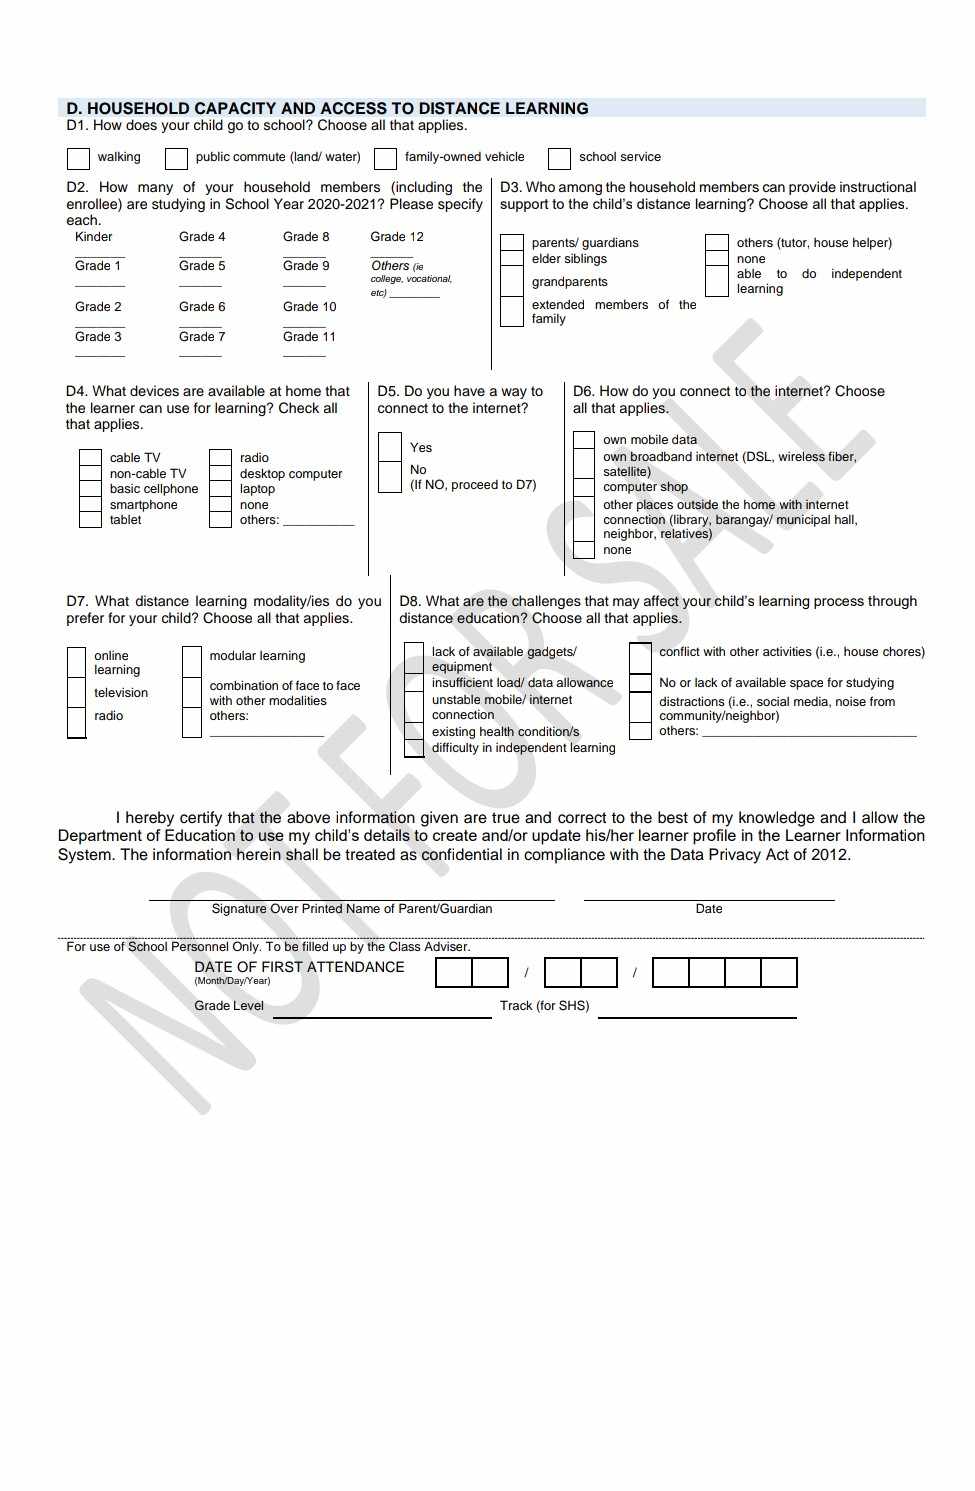 D. HOUSEHOLD CAPACITY AND ACCESS TO DISTANCE LEARNING
D1. How does your child go to school? Choose all that applies.
walking public commute (land/ water) family-owned vehicle school service
D2. How many of your household members (including the
enrollee) are studying in School Year 2020-2021? Please specify
each.
Kinder Grade 4 Grade 8 Grade 12
_______ ______ ______ ______
Grade 1 Grade 5 Grade 9 Others (ie
college, vocational,
_______ ______ ______ etc) _________
Grade 2 Grade 6 Grade 10
_______ ______ ______
Grade 3 Grade 7 Grade 11
_______ ______ ______
D3. Who among the household members can provide instructional
support to the child's distance learning? Choose all that applies.
parents/ guardians
elder siblings
grandparents
extended members of the
family
others (tutor, house helper)
none
able to do independent
learning
D4. What devices are available at home that
the learner can use for learning? Check all
that applies.
cable TV
non-cable TV
basic cellphone
smartphone
tablet
radio
desktop computer
laptop
none
others: __________
D5. Do you have a way to
connect to the internet?
Yes
No
(If NO, proceed to D7)
D6. How do you connect to the internet? Choose
all that applies.
own mobile data
own broadband internet (DSL, wireless fiber,
satellite)
computer shop
other places outside the home with internet
connection (library, barangay/ municipal hall,
neighbor, relatives)
none
D7. What distance learning modality/ies do you
prefer for your child? Choose all that applies.
online
learning
television
radio
modular learning
combination of face to face
with other modalities
others:
________________
D8. What are the challenges that may affect your child's learning process through
distance education? Choose all that applies.
lack of available gadgets/
equipment
insufficient load/ data allowance
unstable mobile/ internet
connection
existing health condition/s
difficulty in independent learning
conflict with other activities (i.e., house chores)
No or lack of available space for studying
distractions (i.e., social media, noise from
community/neighbor)
others: ______________________________
I hereby certify that the above information given are true and correct to the best of my knowledge and I allow the
Department of Education to use my child's details to create and/or update his/her learner profile in the Learner Information
System. The information herein shall be treated as confidential in compliance with the Data Privacy Act of 2012.
Signature Over Printed Name of Parent/Guardian Date
For use of School Personnel Only. To be filled up by the Class Adviser.
DATE OF FIRST ATTENDANCE / /
(Month/Day/Year)
Grade Level Track (for SHS)
NOT FOR SALE